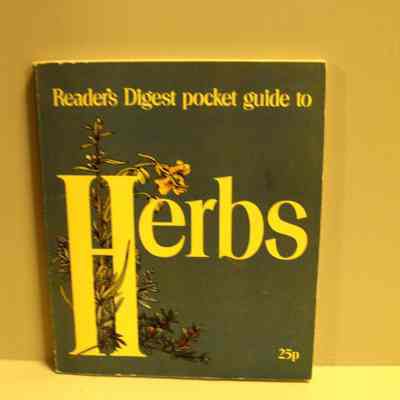 Reader's Digest pocket guide to
Herbs
25p